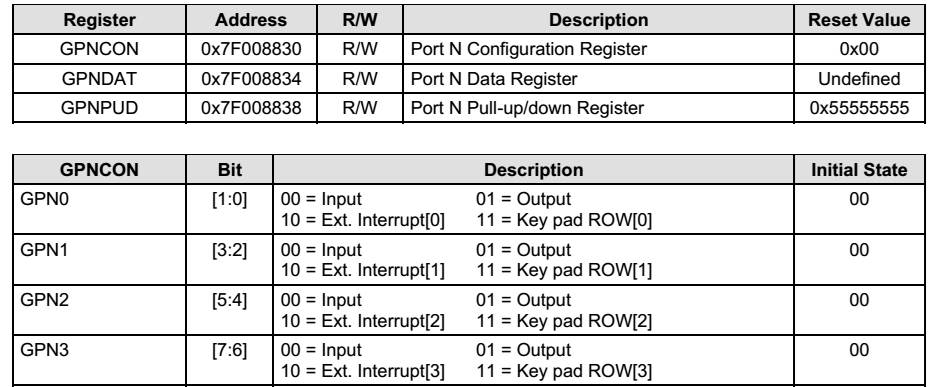 Register Address R/W Description Reset Value
GPNCON 0x7F008830 R/W Port N Configuration Register 0x00
GPNDAT 0x7F008834 R/W Port N Data Register Undefined
GPNPUD 0x7F008838 R/W Port N Pull-up/down Register 0x55555555
GPNCON Bit Description Initial State
GPN0 [1:0] 00 = Input 01 = Output 00
10 = Ext. Interrupt[0] 11 = Key pad ROW[0]
GPN1 [3:2] 00 = Input 01 = Output 00
10 = Ext. Interrupt[1] 11 = Key pad ROW[1]
GPN2 [5:4] 00 = Input 01 = Output 00
10 = Ext. Interrupt[2] 11 = Key pad ROW[2]
GPN3 [7:6] 00 = Input 01 = Output 00
10 = Ext. Interrupt[3] 11 = Key pad ROW[3]